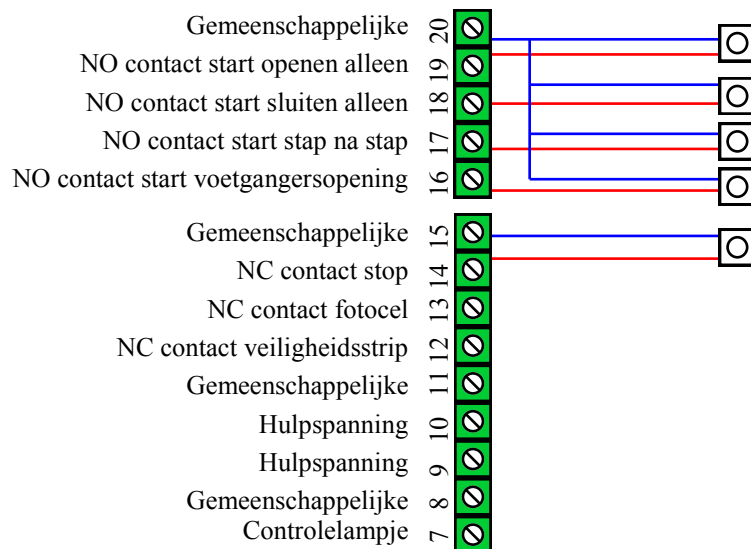 Gemeenschappelijke 20
NO contact start openen alleen 19
NO contact start sluiten alleen 18
NO contact start stap na stap 17
NO contact start voetgangersopening 16
Gemeenschappelijke 15
NC contact stop 14
NC contact fotocel 13
NC contact veiligheidsstrip 12
Gemeenschappelijke 11
Hulpspanning 10
Hulpspanning 9
Gemeenschappelijke 8
Controlelampje 7